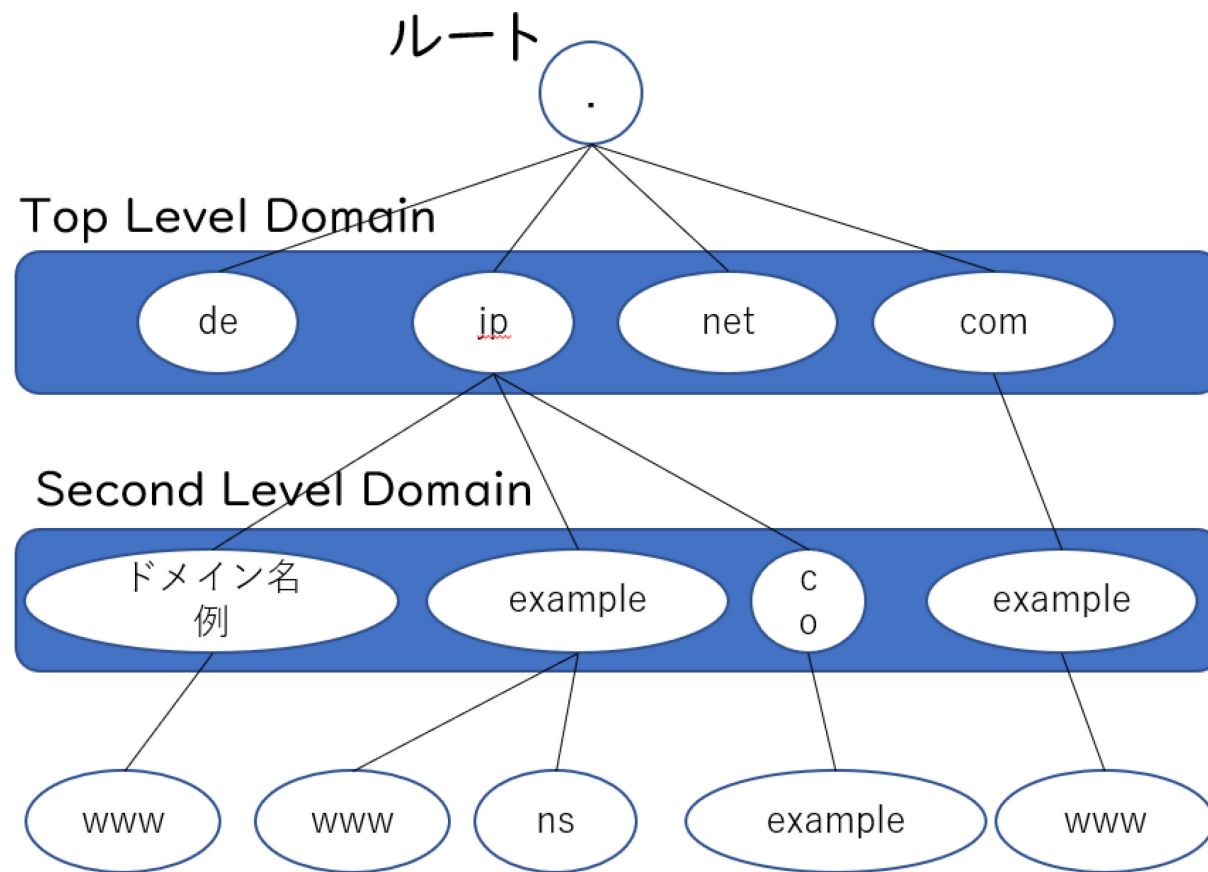 ルート
.
Top Level Domain
de
jp
net
com
Second Level Domain
ドメイン名
例
example
c
o
example
www
www
ns
example
www